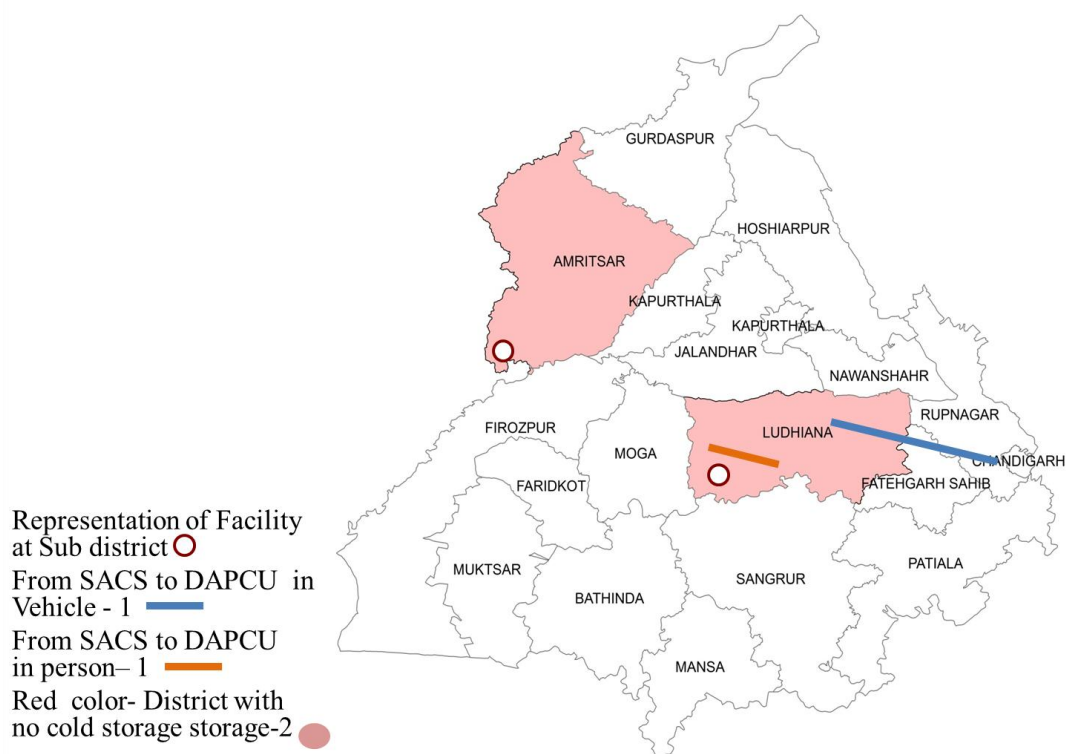 GURDASPUR
HOSHIARPUR
AMRITSAR
KAPURTHALA
KAPURTHALA
JALANDHAR
NAWANSHAHR
RUPNAGAR
FIROZPUR
LUDHIANA
MOGA
CHANDIGARH
FATEHGARH SAHIB
FARIDKOT
MUKTSAR
PATIALA
SANGRUR
BATHINDA
MANSA
Representation of Facility
at Sub district
From SACS to DAPCU in
Vehicle - 1
From SACS to DAPCU
in person– 1
Red color- District with
no cold storage storage-2